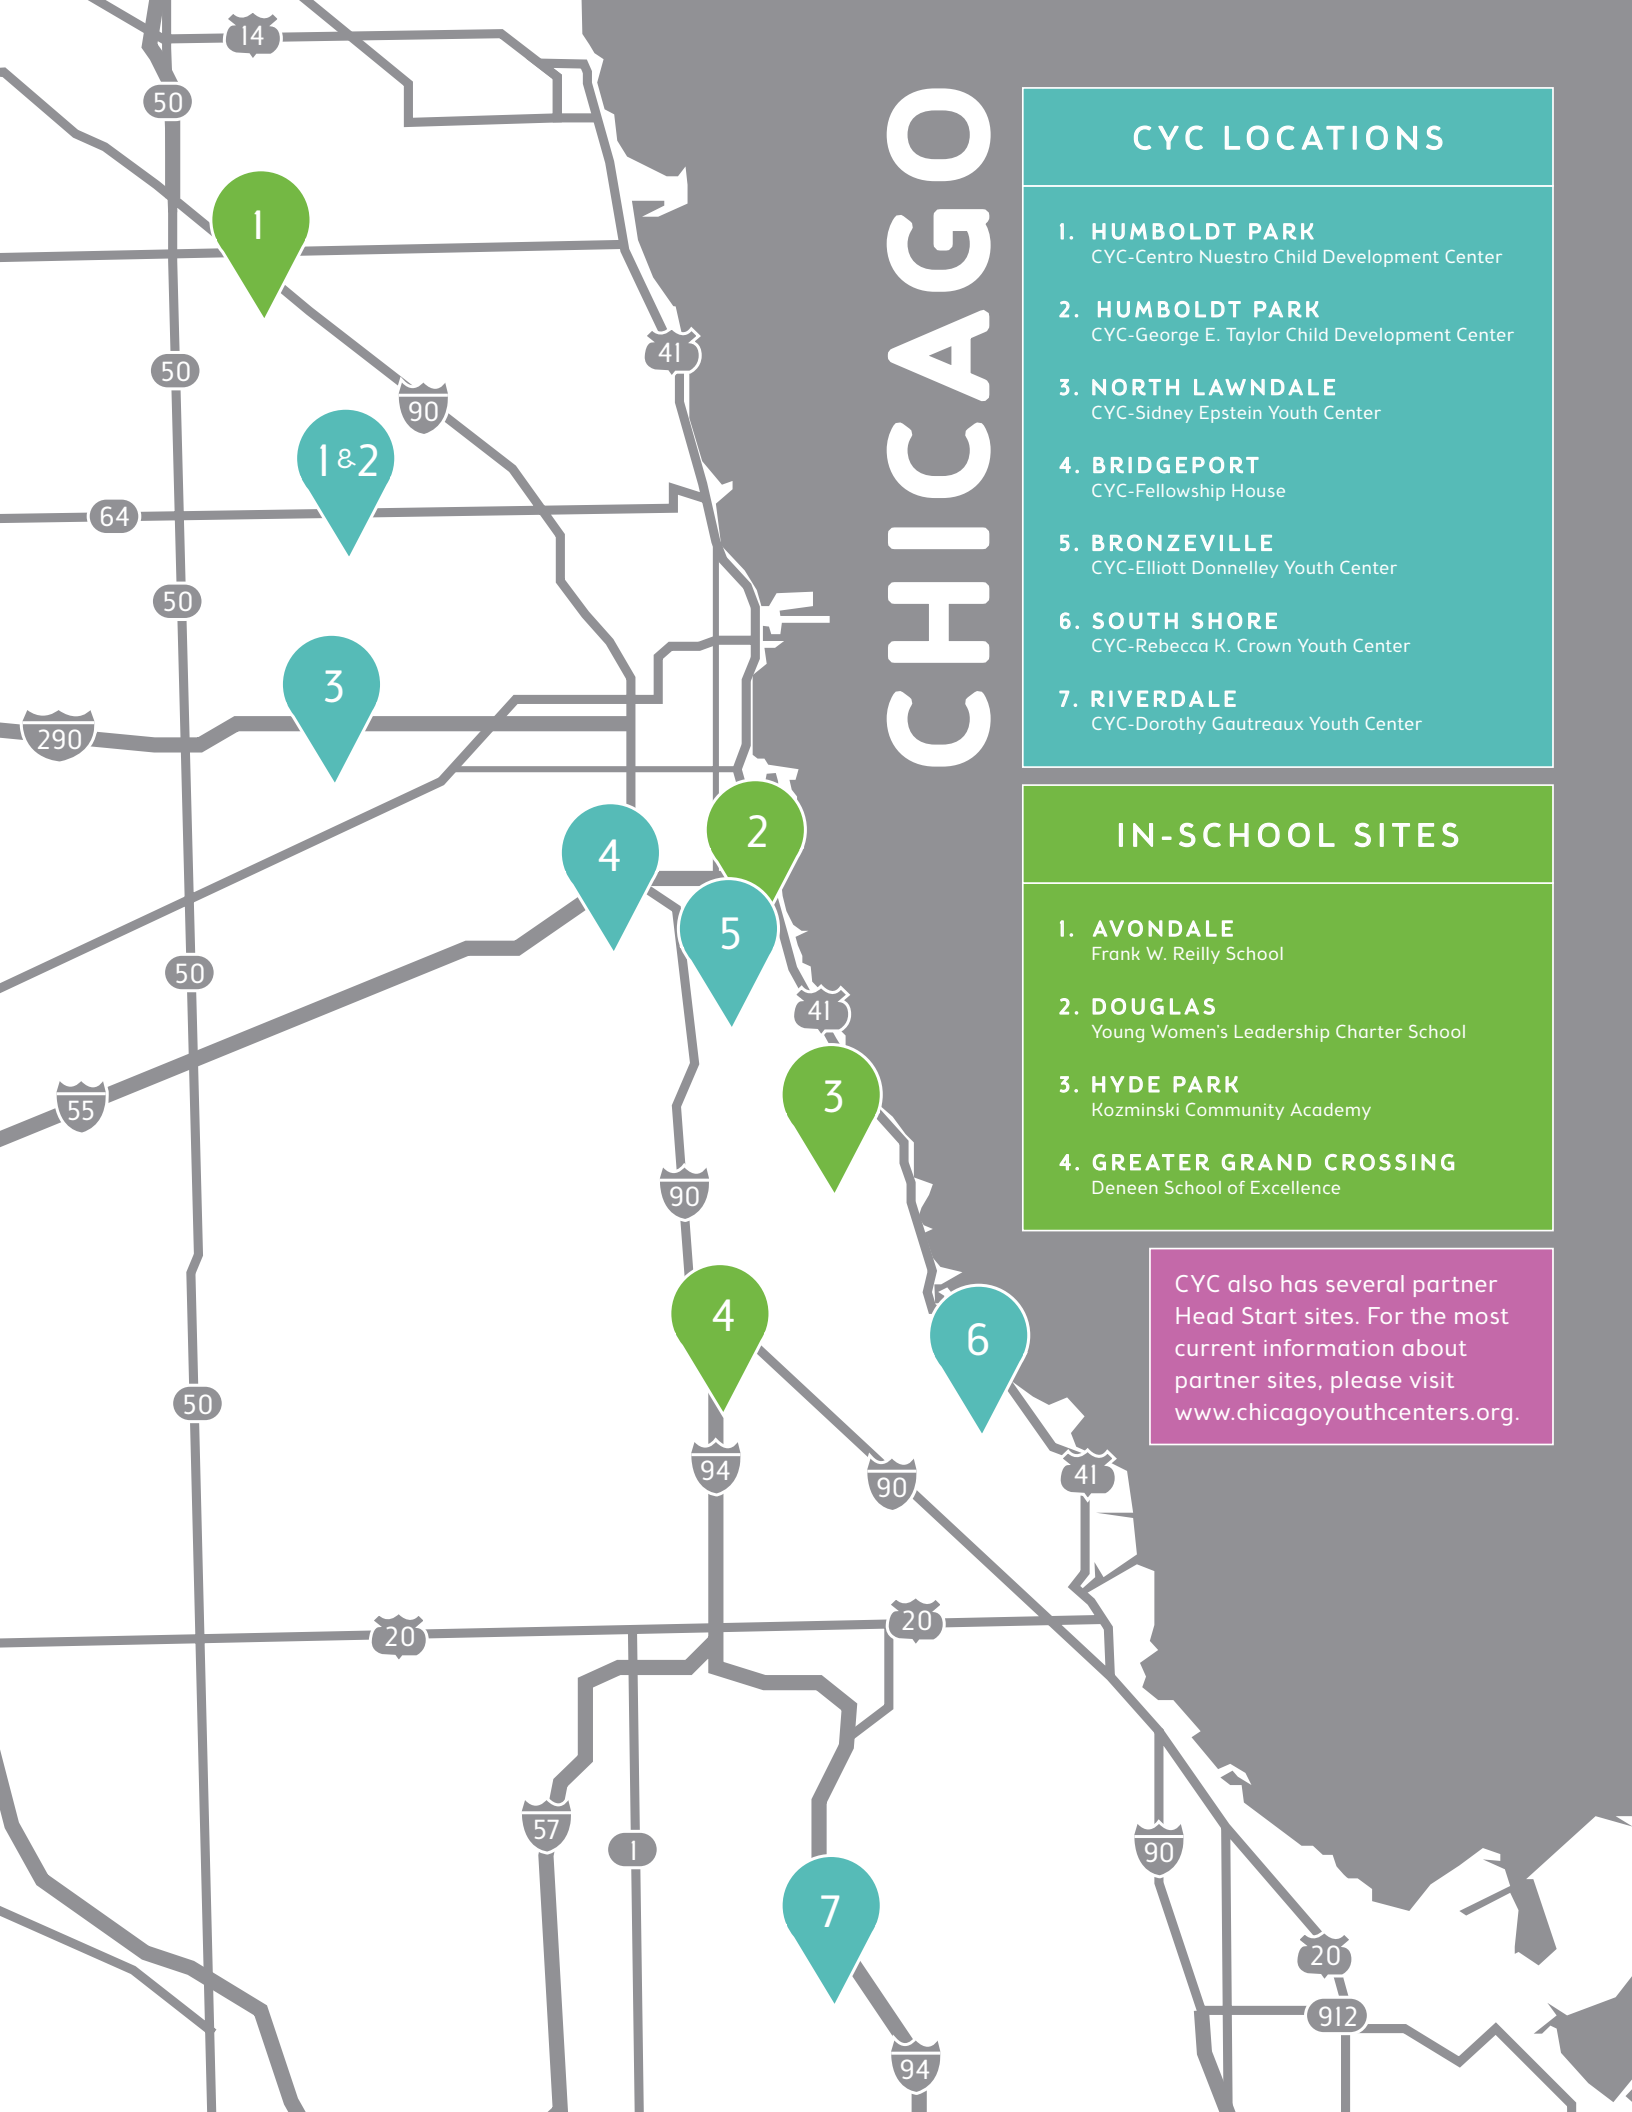 CHICAGO
CYC LOCATIONS
1. HUMBOLDT PARK
CYC-Centro Nuestro Child Development Center
2. HUMBOLDT PARK
CYC-George E. Taylor Child Development Center
3. NORTH LAWNDALE
CYC-Sidney Epstein Youth Center
4. BRIDGEPORT
CYC-Fellowship House
5. BRONZEVILLE
CYC-Elliott Donnelley Youth Center
6. SOUTH SHORE
CYC-Rebecca K. Crown Youth Center
7. RIVERDALE
CYC-Dorothy Gautreaux Youth Center
IN-SCHOOL SITES
1. AVONDALE
Frank W. Reilly School
2. DOUGLAS
Young Women's Leadership Charter School
3. HYDE PARK
Kozminski Community Academy
4. GREATER GRAND CROSSING
Deneen School of Excellence
CYC also has several partner
Head Start sites. For the most
current information about
partner sites, please visit
www.chicagoyouthcenters.org.
14
50
1
41
50
90
1&2
64
50
3
290
2
4
5
50
41
3
55
90
4
6
50
94
41
90
20
20
57
1
90
7
20
912
94